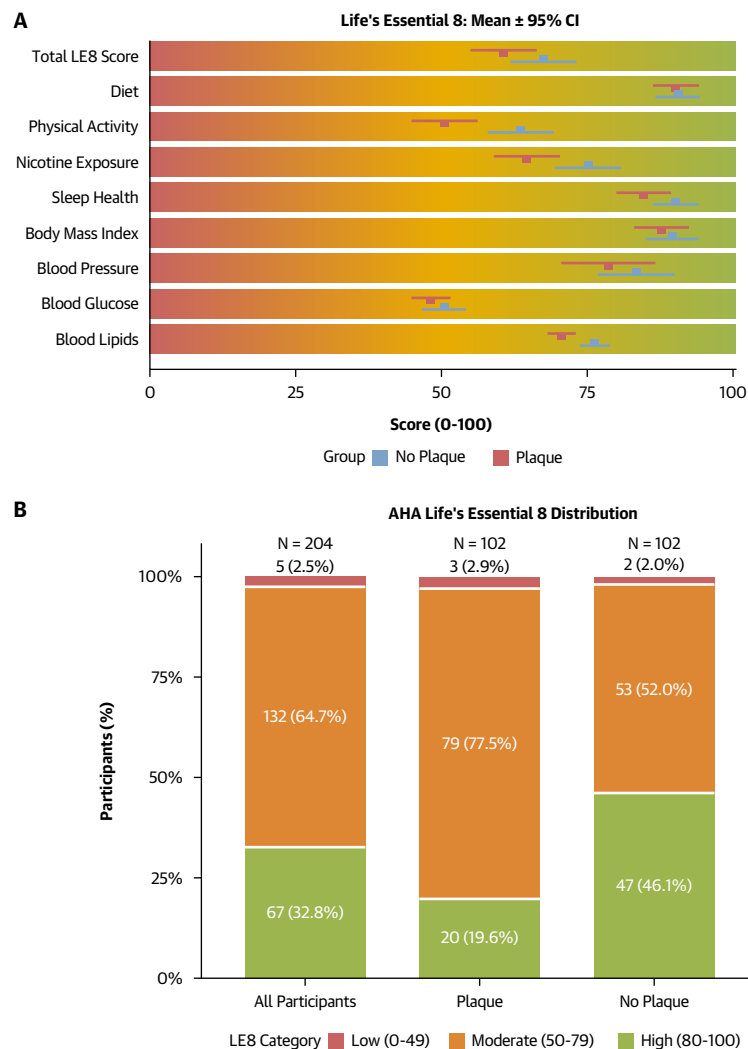 A
Life's Essential 8: Mean ± 95% CI
Total LE8 Score
Diet
Physical Activity
Nicotine Exposure
Sleep Health
Body Mass Index
Blood Pressure
Blood Glucose
Blood Lipids
0 25 50 75 100
Score (0-100)
Group No Plaque Plaque
B
AHA Life's Essential 8 Distribution
N = 204 N = 102 N = 102
5 (2.5%) 3 (2.9%) 2 (2.0%)
100%
75%
53 (52.0%)
132 (64.7%)
79 (77.5%)
Participants (%)
50%
25%
47 (46.1%)
67 (32.8%)
20 (19.6%)
0%
All Participants Plaque No Plaque
LE8 Category Low (0-49) Moderate (50-79) High (80-100)